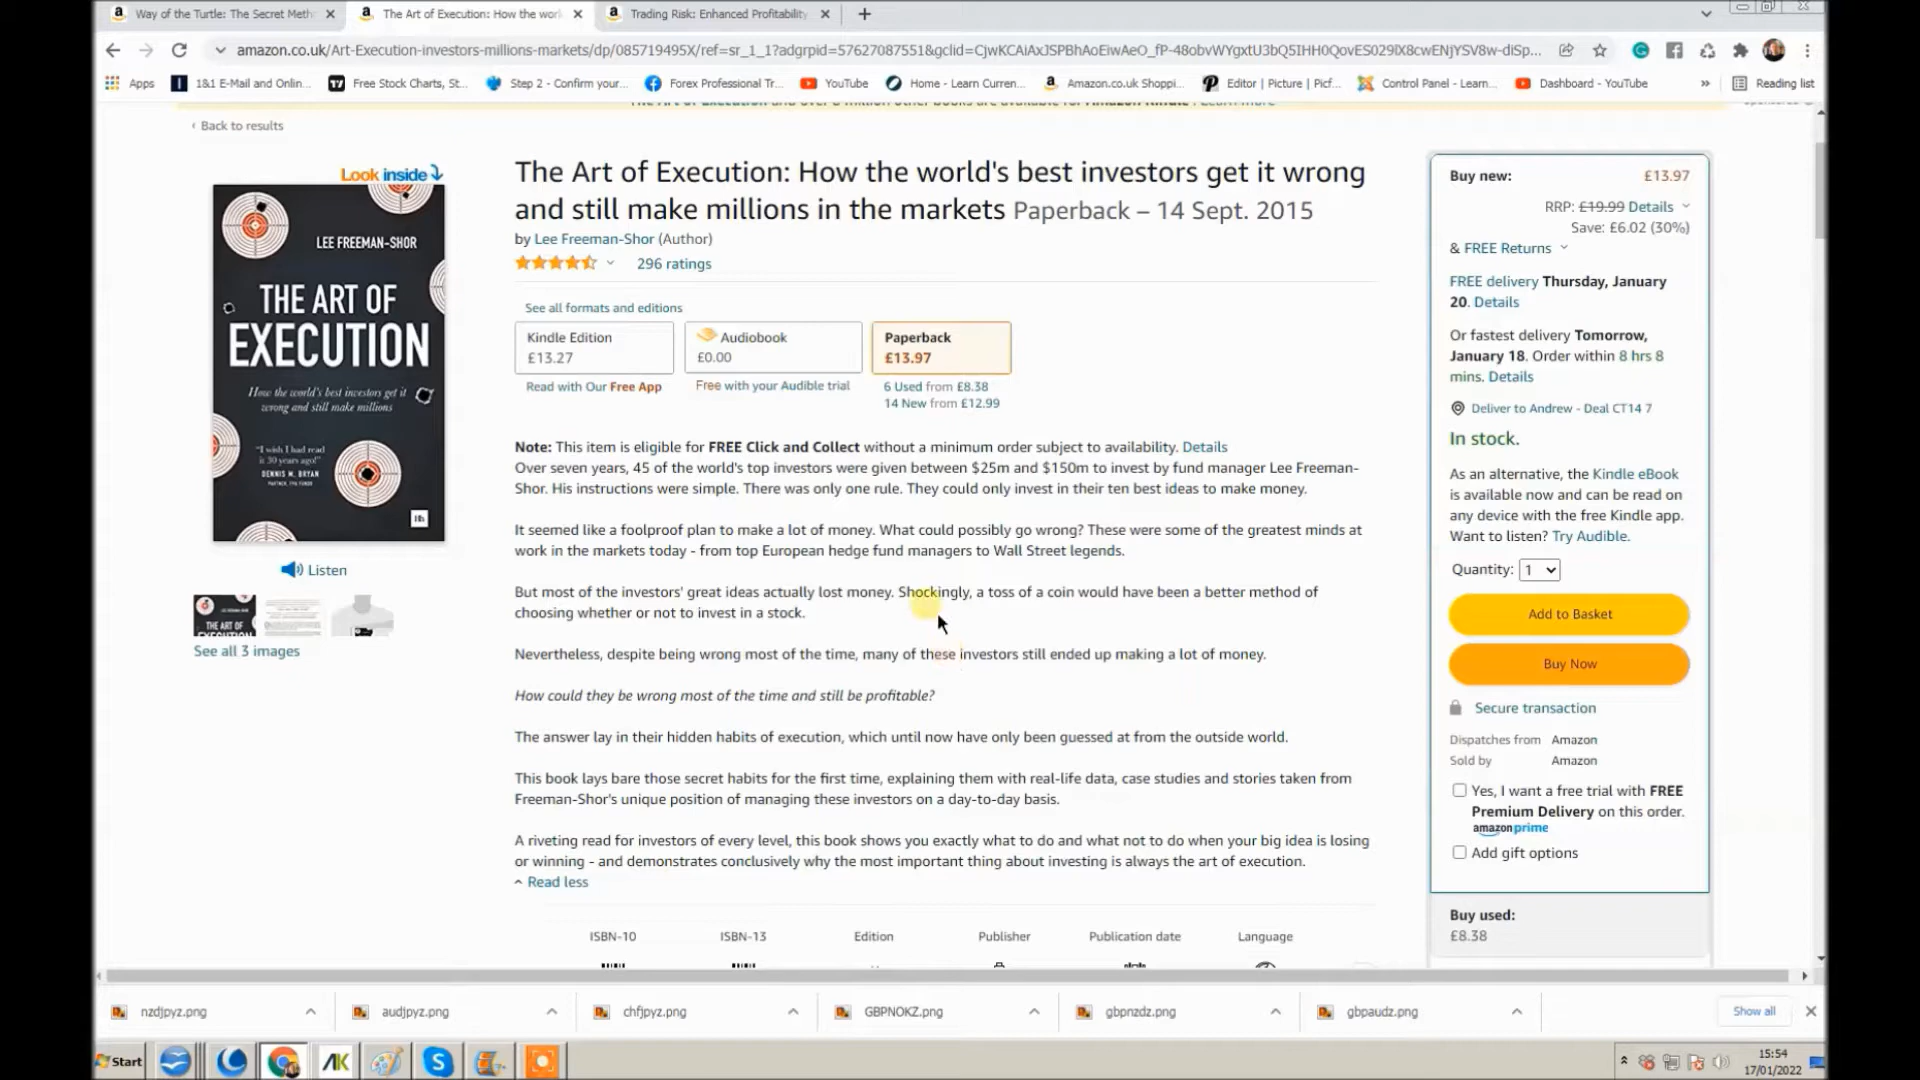 Way of the Turtle: The Secret Meth
The Art of Execution: How the worl
Trading Risk: Enhanced Profitability
amazon.co.uk/Art-Execution-investors-millions-markets/dp/085719495X/ref=sr_1_1?adgrpid=57627087551&gclid=CjwKCAiAxJSPBhAoEiwAeO_fP-48obvWYgxtU3bQ5IHH0QovES029lX8cwENjYSV8w-diSp...
Apps
1&1 E-Mail and Onlin...
Free Stock Charts, St...
Step 2 - Confirm your...
Forex Professional Tr...
YouTube
Home - Learn Curren...
Amazon.co.uk Shoppi...
Editor | Picture | Picf...
Control Panel - Learn...
Dashboard - YouTube
»
Reading list
‹ Back to results
Look inside
LEE FREEMAN-SHOR
THE ART OF
EXECUTION
How the world's best investors get it
wrong and still make millions
"I wish I had read
it 30 years ago!"
DENNIS M. BRYAN
PARTNER, FPA FUNDS
Hh
Listen
THE ART OF
See all 3 images
The Art of Execution: How the world's best investors get it wrong
and still make millions in the markets Paperback – 14 Sept. 2015
by Lee Freeman-Shor (Author)
296 ratings
See all formats and editions
Kindle Edition
£13.27
Read with Our Free App
Audiobook
£0.00
Free with your Audible trial
Paperback
£13.97
6 Used from £8.38
14 New from £12.99
Note: This item is eligible for FREE Click and Collect without a minimum order subject to availability. Details
Over seven years, 45 of the world's top investors were given between $25m and $150m to invest by fund manager Lee Freeman-
Shor. His instructions were simple. There was only one rule. They could only invest in their ten best ideas to make money.
It seemed like a foolproof plan to make a lot of money. What could possibly go wrong? These were some of the greatest minds at
work in the markets today - from top European hedge fund managers to Wall Street legends.
But most of the investors' great ideas actually lost money. Shockingly, a toss of a coin would have been a better method of
choosing whether or not to invest in a stock.
Nevertheless, despite being wrong most of the time, many of these investors still ended up making a lot of money.
How could they be wrong most of the time and still be profitable?
The answer lay in their hidden habits of execution, which until now have only been guessed at from the outside world.
This book lays bare those secret habits for the first time, explaining them with real-life data, case studies and stories taken from
Freeman-Shor's unique position of managing these investors on a day-to-day basis.
A riveting read for investors of every level, this book shows you exactly what to do and what not to do when your big idea is losing
or winning - and demonstrates conclusively why the most important thing about investing is always the art of execution.
Read less
ISBN-10
ISBN-13
Edition
Publisher
Publication date
Language
Buy new: £13.97
RRP: £19.99 Details
Save: £6.02 (30%)
& FREE Returns
FREE delivery Thursday, January
20. Details
Or fastest delivery Tomorrow,
January 18. Order within 8 hrs 8
mins. Details
Deliver to Andrew - Deal CT14 7
In stock.
As an alternative, the Kindle eBook
is available now and can be read on
any device with the free Kindle app.
Want to listen? Try Audible.
Quantity: 1
Add to Basket
Buy Now
Secure transaction
Dispatches from Amazon
Sold by Amazon
Yes, I want a free trial with FREE
Premium Delivery on this order.
amazonprime
Add gift options
Buy used:
£8.38
nzdjpyz.png
audjpyz.png
chfjpyz.png
GBPNOKZ.png
gbpnzdz.png
gbpaudz.png
Show all
Start
AK
15:54
17/01/2022